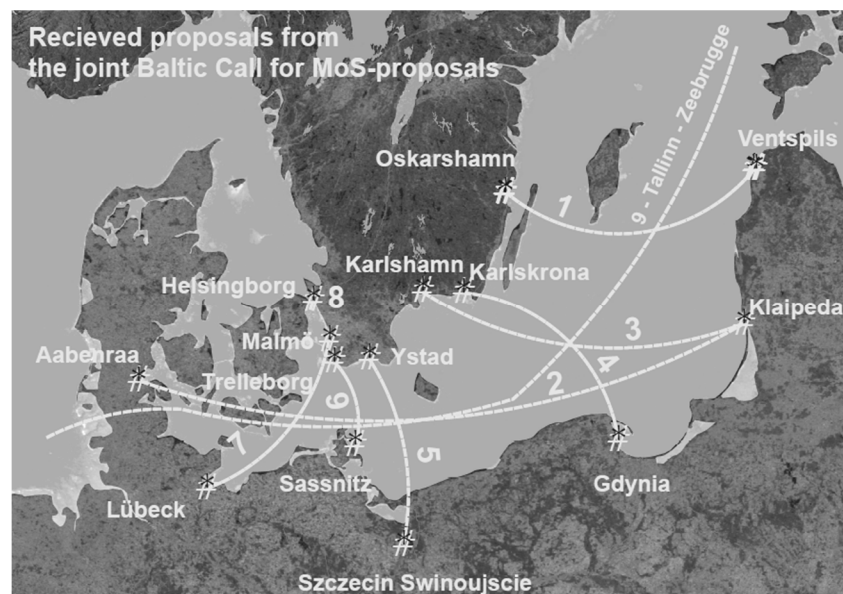 Recieved proposals from
the joint Baltic Call for MoS-proposals
9 - Tallinn - Zeebrugge
Ventspils
Oskarshamn
1
Karlshamn
Karlskrona
Helsingborg
8
Klaipeda
Malmö
3
Aabenraa
Ystad
4
Trelleborg
2
6
7
5
Sassnitz
Gdynia
Lübeck
Szczecin Swinoujscie